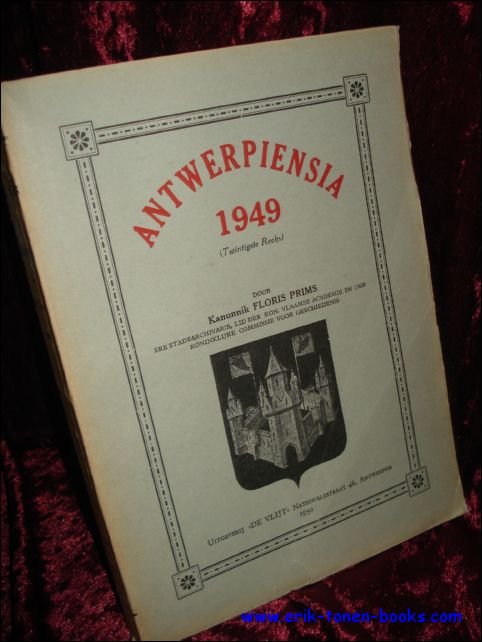 ANTWERPIENSIA
1949
(Twintigste Reeks)
DOOR
Kanunnik FLORIS PRIMS
ERE STADSARCHIVARIS, LID DER KON. VLAAMSE ACADEMIE EN DER
KONINKLIJKE COMMISSIE VOOR GESCHIEDENIS
UITGEVERIJ «DE VLIJT» NATIONALESTRAAT 46, ANTWERPEN
1950
www.erik-tonen-books.com